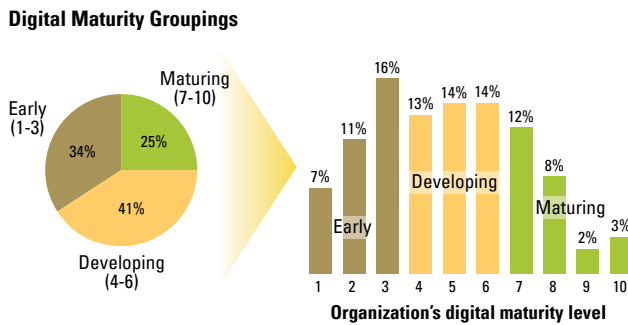 Digital Maturity Groupings
Early
(1-3)
34%
Maturing
(7-10)
25%
41%
Developing
(4-6)
7%
11%
16%
13%
14%
14%
12%
8%
2%
3%
Early
Developing
Maturing
1 2 3 4 5 6 7 8 9 10
Organization's digital maturity level